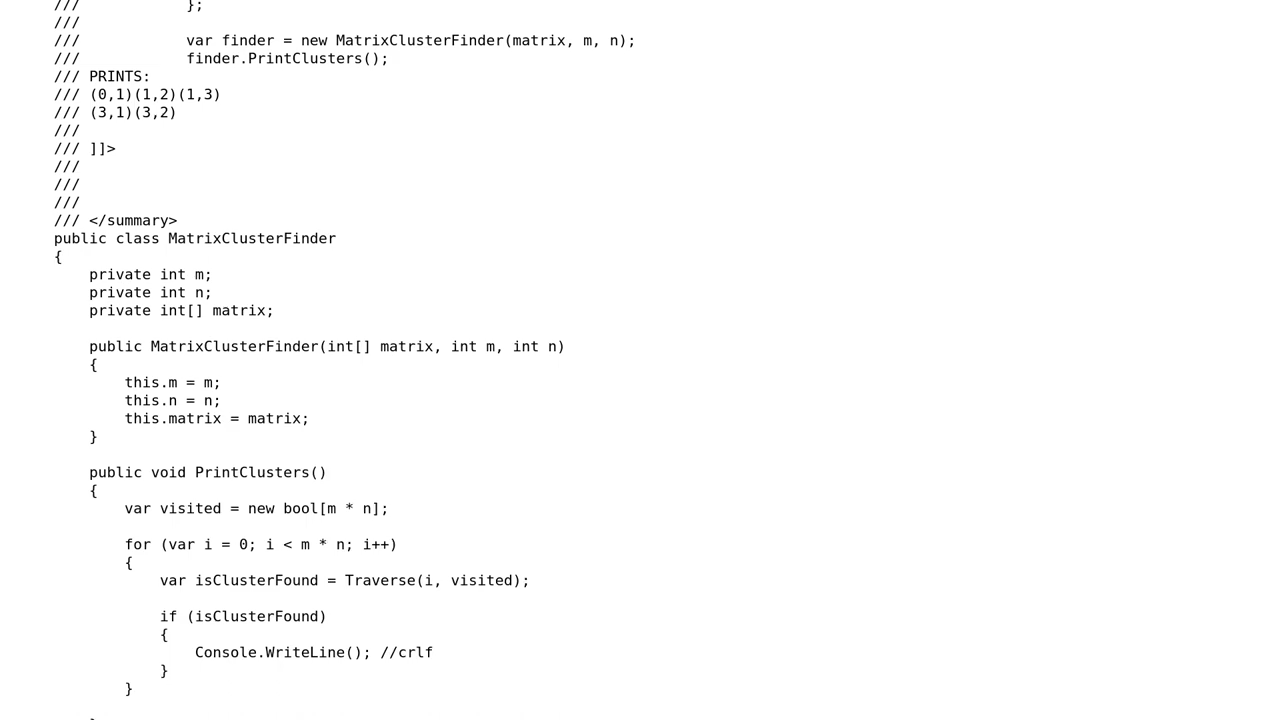 ///            };
///
///            var finder = new MatrixClusterFinder(matrix, m, n);
///            finder.PrintClusters();
/// PRINTS:
/// (0,1)(1,2)(1,3)
/// (3,1)(3,2)
///
/// ]]>
///
///
///
/// </summary>
public class MatrixClusterFinder
{
    private int m;
    private int n;
    private int[] matrix;

    public MatrixClusterFinder(int[] matrix, int m, int n)
    {
        this.m = m;
        this.n = n;
        this.matrix = matrix;
    }

    public void PrintClusters()
    {
        var visited = new bool[m * n];

        for (var i = 0; i < m * n; i++)
        {
            var isClusterFound = Traverse(i, visited);

            if (isClusterFound)
            {
                Console.WriteLine(); //crlf
            }
        }